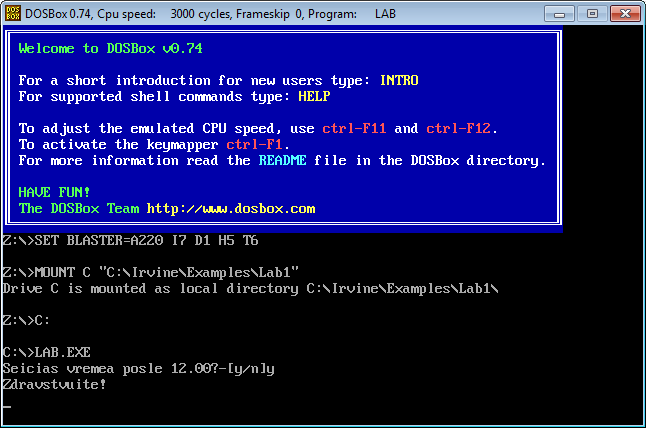 DOS
BOX
DOSBox 0.74, Cpu speed: 3000 cycles, Frameskip 0, Program: LAB
Welcome to DOSBox v0.74
For a short introduction for new users type: INTRO
For supported shell commands type: HELP
To adjust the emulated CPU speed, use ctrl-F11 and ctrl-F12.
To activate the keymapper ctrl-F1.
For more information read the README file in the DOSBox directory.
HAVE FUN!
The DOSBox Team http://www.dosbox.com
Z:\>SET BLASTER=A220 I7 D1 H5 T6
Z:\>MOUNT C "C:\Irvine\Examples\Lab1"
Drive C is mounted as local directory C:\Irvine\Examples\Lab1\
Z:\>C:
C:\>LAB.EXE
Seicias vremea posle 12.00?-[y/n]y
Zdravstvuite!
_